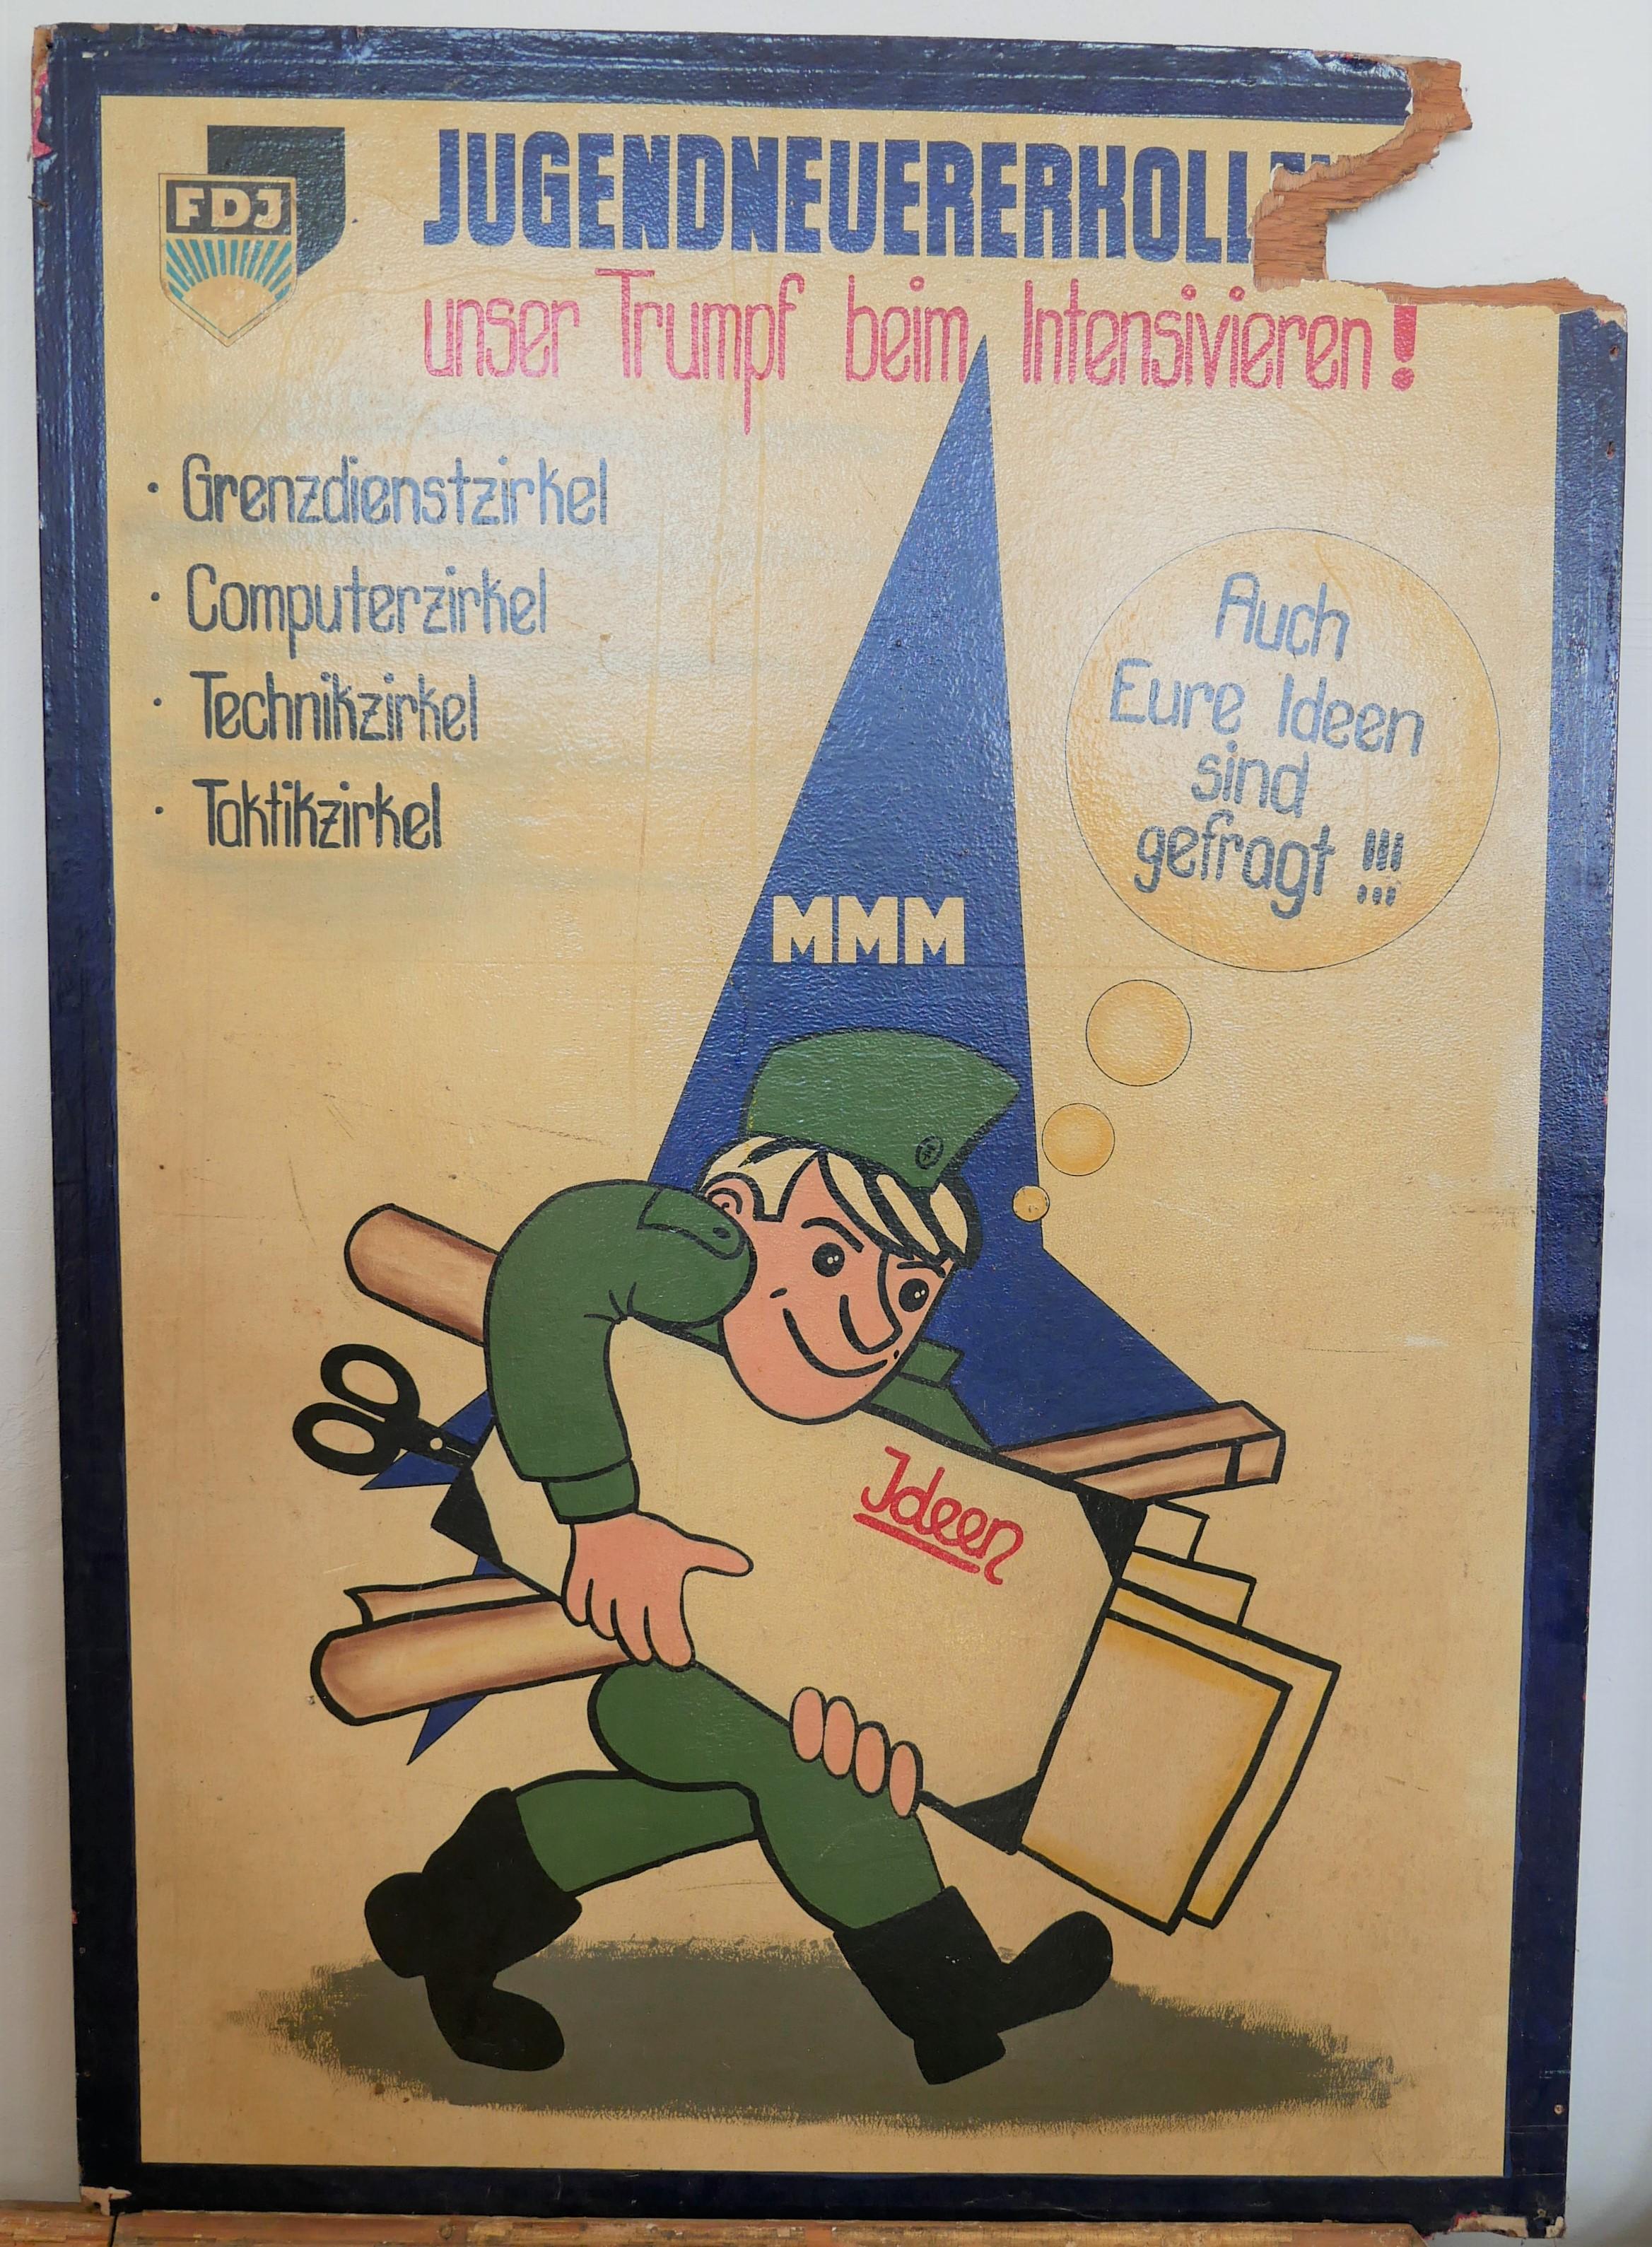 FDJ
JUGENDNEUERERKOLL
unser Trumpf beim Intensivieren!
· Grenzdienstzirkel
· Computerzirkel
· Technikzirkel
· Taktikzirkel
Auch
Eure Ideen
sind
gefragt !!!
MMM
Ideen